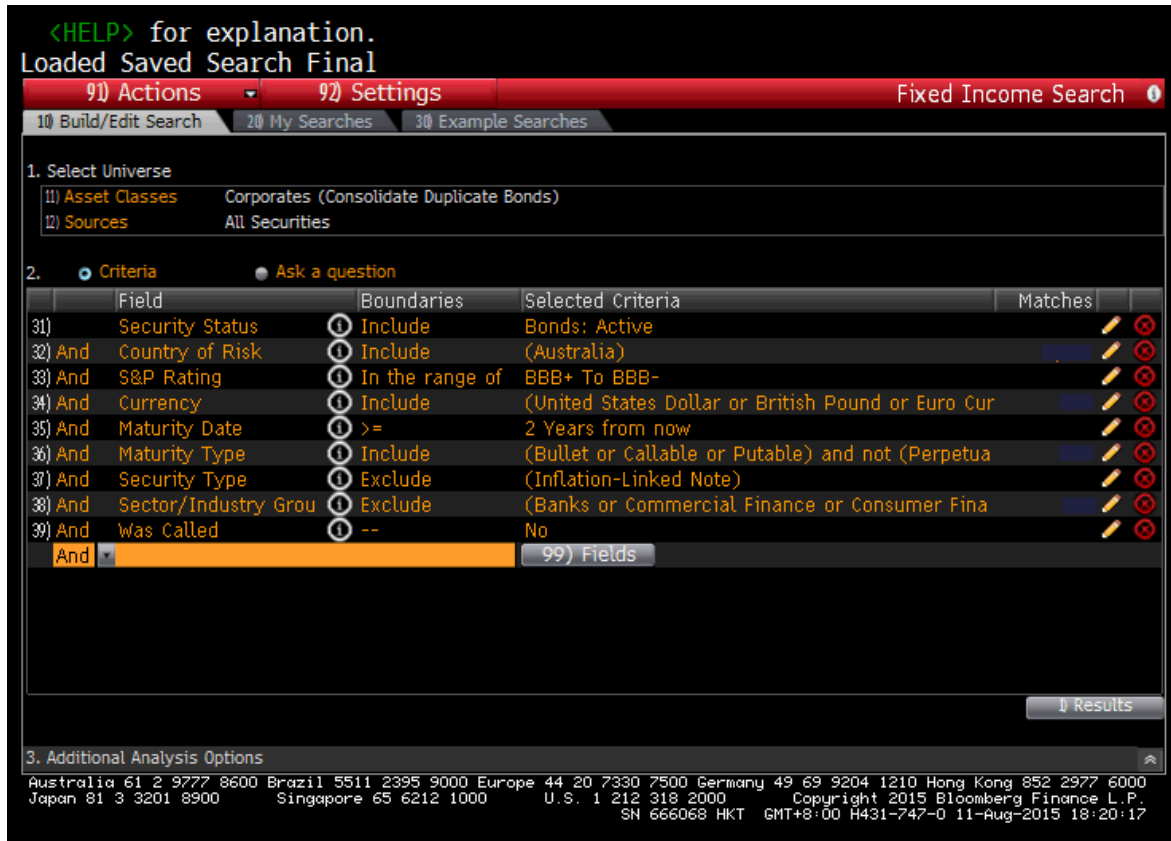 <HELP> for explanation.
Loaded Saved Search Final
91) Actions 92) Settings Fixed Income Search
10) Build/Edit Search 20) My Searches 30) Example Searches
1. Select Universe
11) Asset Classes Corporates (Consolidate Duplicate Bonds)
12) Sources All Securities
2. Criteria Ask a question
Field Boundaries Selected Criteria Matches
31) Security Status Include Bonds: Active
32) And Country of Risk Include (Australia)
33) And S&P Rating In the range of BBB+ To BBB-
34) And Currency Include (United States Dollar or British Pound or Euro Cur
35) And Maturity Date >= 2 Years from now
36) And Maturity Type Include (Bullet or Callable or Putable) and not (Perpetua
37) And Security Type Exclude (Inflation-Linked Note)
38) And Sector/Industry Grou Exclude (Banks or Commercial Finance or Consumer Fina
39) And Was Called -- No
And 99) Fields
1) Results
3. Additional Analysis Options
Australia 61 2 9777 8600 Brazil 5511 2395 9000 Europe 44 20 7330 7500 Germany 49 69 9204 1210 Hong Kong 852 2977 6000
Japan 81 3 3201 8900 Singapore 65 6212 1000 U.S. 1 212 318 2000 Copyright 2015 Bloomberg Finance L.P.
SN 666068 HKT GMT+8:00 H431-747-0 11-Aug-2015 18:20:17